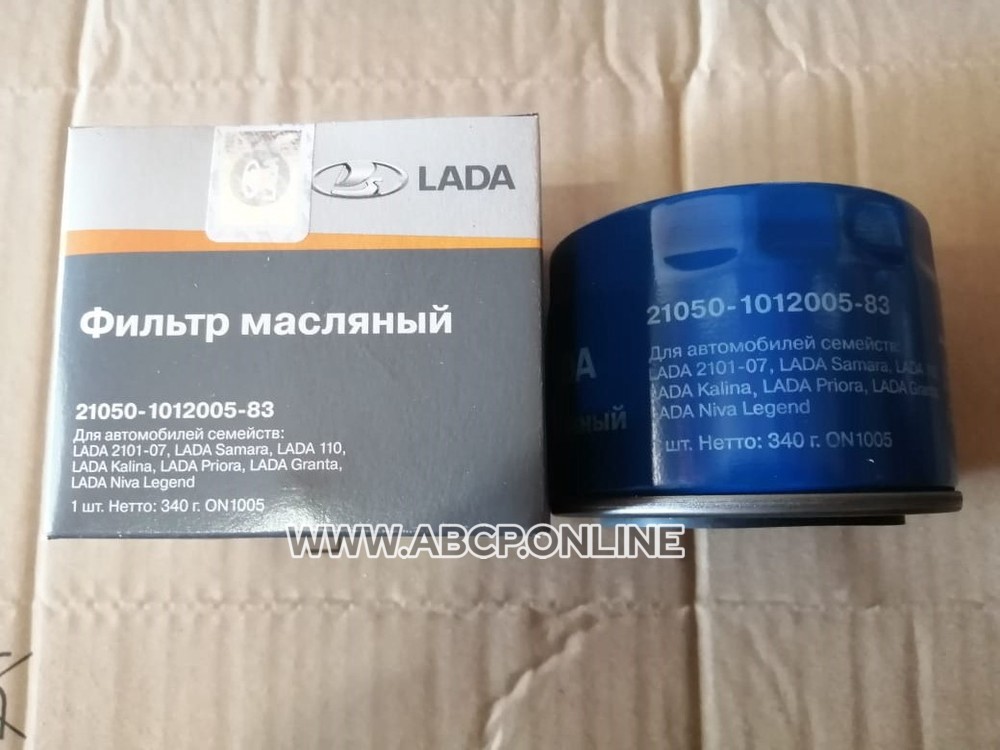 LADA
Фильтр масляный
21050-1012005-83
Для автомобилей семейств:
LADA 2101-07, LADA Samara, LADA 110,
LADA Kalina, LADA Priora, LADA Granta,
LADA Niva Legend
1 шт. Нетто: 340 г. ON1005
21050-1012005-83
Для автомобилей семейств:
LADA 2101-07, LADA Samara,
LADA Kalina, LADA Priora, LADA
LADA Niva Legend
шт. Нетто: 340 г. ON1005
WWW.ABCP.ONLINE